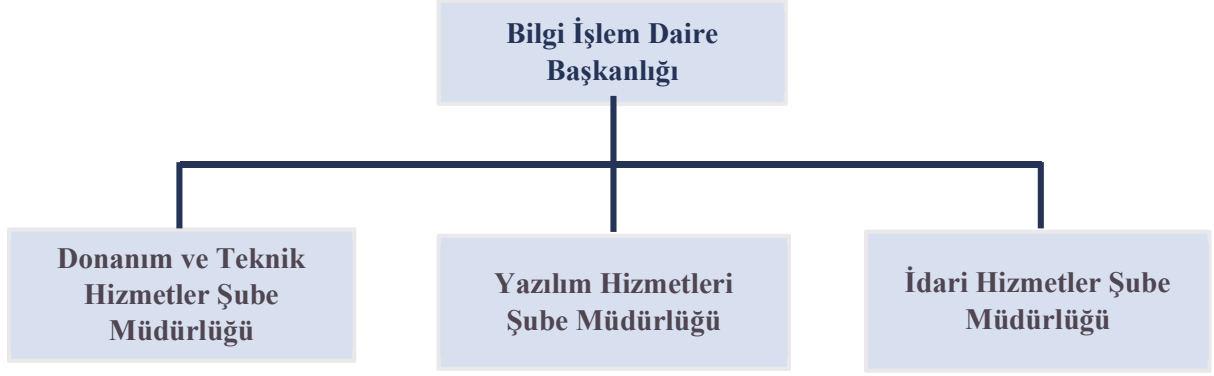 Bilgi İşlem Daire
Başkanlığı
Donanım ve Teknik
Hizmetler Şube
Müdürlüğü
Yazılım Hizmetleri
Şube Müdürlüğü
İdari Hizmetler Şube
Müdürlüğü